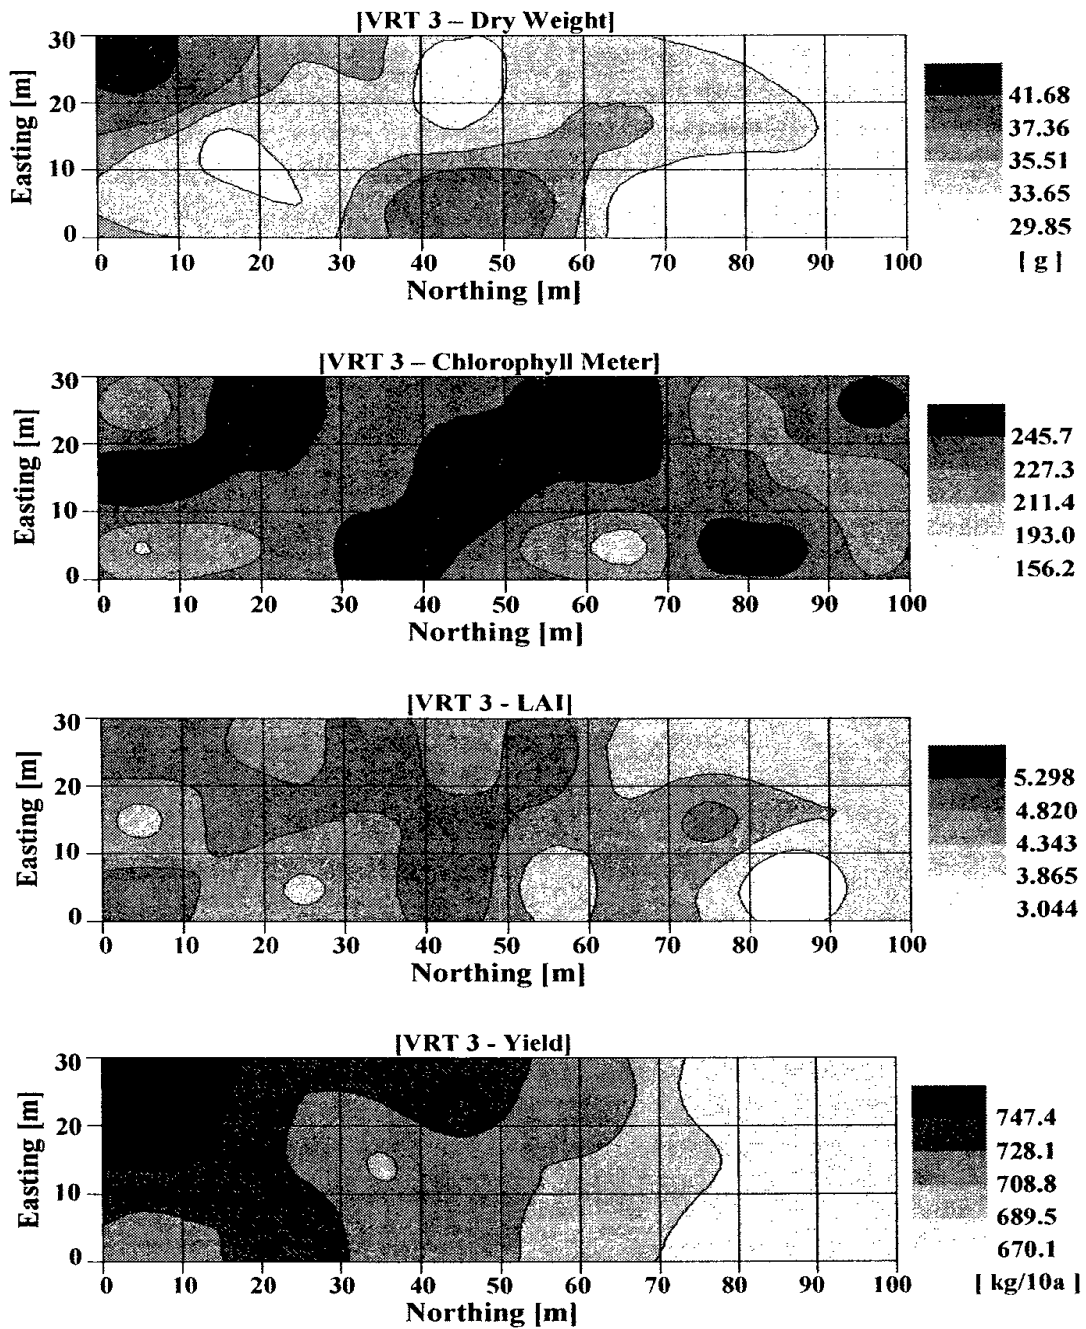 [VRT 3 – Dry Weight]
30
20
10
0
Easting [m]
0 10 20 30 40 50 60 70 80 90 100
Northing [m]
41.68
37.36
35.51
33.65
29.85
[ g ]
[VRT 3 – Chlorophyll Meter]
30
20
10
0
Easting [m]
0 10 20 30 40 50 60 70 80 90 100
Northing [m]
245.7
227.3
211.4
193.0
156.2
[VRT 3 - LAI]
30
20
10
0
Easting [m]
0 10 20 30 40 50 60 70 80 90 100
Northing [m]
5.298
4.820
4.343
3.865
3.044
[VRT 3 - Yield]
30
20
10
0
Easting [m]
0 10 20 30 40 50 60 70 80 90 100
Northing [m]
747.4
728.1
708.8
689.5
670.1
[ kg/10a ]